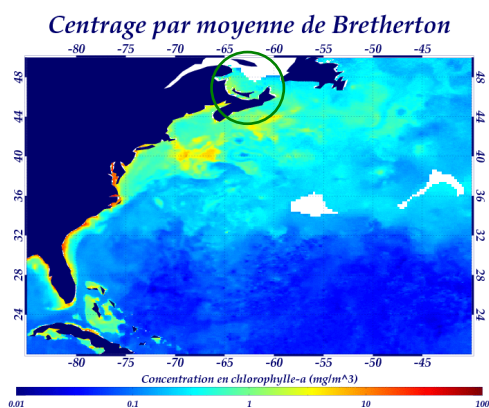 Centrage par moyenne de Bretherton
-80 -75 -70 -65 -60 -55 -50 -45
48 48
44 44
40 40
36 36
32 32
28 28
24 24
-80 -75 -70 -65 -60 -55 -50 -45
Concentration en chlorophylle-a (mg/m^3)
0.01 0.1 1 10 100